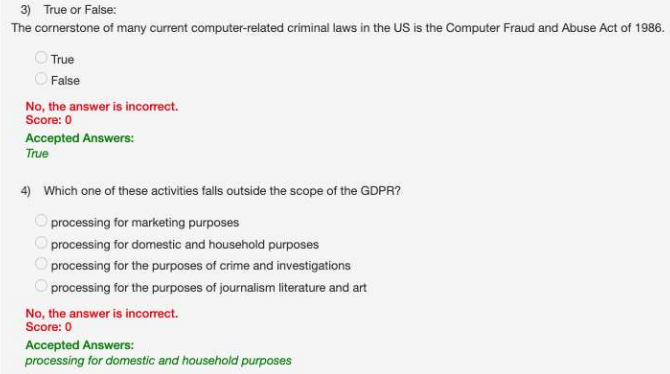 3) True or False:
The cornerstone of many current computer-related criminal laws in the US is the Computer Fraud and Abuse Act of 1986.
True
False
No, the answer is incorrect.
Score: 0
Accepted Answers:
True
4) Which one of these activities falls outside the scope of the GDPR?
processing for marketing purposes
processing for domestic and household purposes
processing for the purposes of crime and investigations
processing for the purposes of journalism literature and art
No, the answer is incorrect.
Score: 0
Accepted Answers:
processing for domestic and household purposes